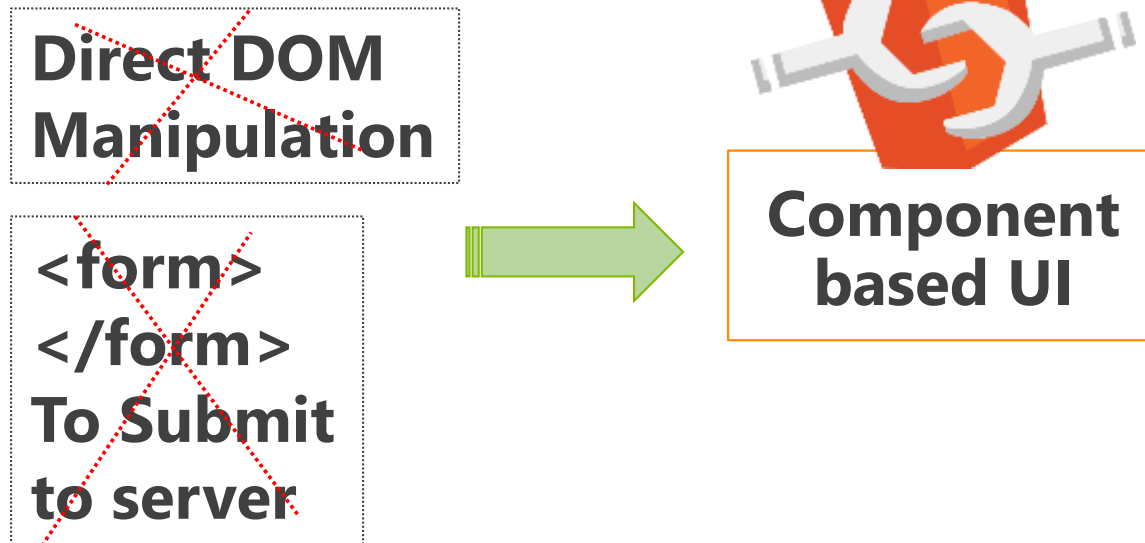 Direct DOM
Manipulation
<form>
</form>
To Submit
to server
Component
based UI